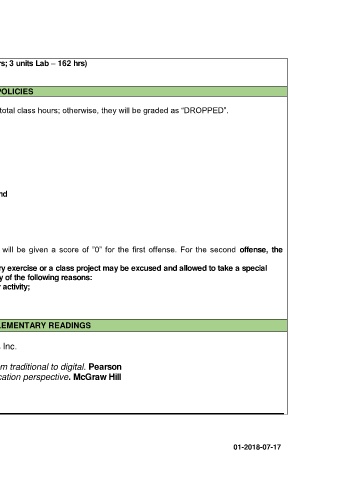 rs; 3 units Lab – 162 hrs)
POLICIES
total class hours; otherwise, they will be graded as “DROPPED”.
nd
will be given a score of ”0” for the first offense. For the second offense, the
ry exercise or a class project may be excused and allowed to take a special
y of the following reasons:
r activity;
LEMENTARY READINGS
s Inc.
rn traditional to digital. Pearson
cation perspective. McGraw Hill
01-2018-07-17